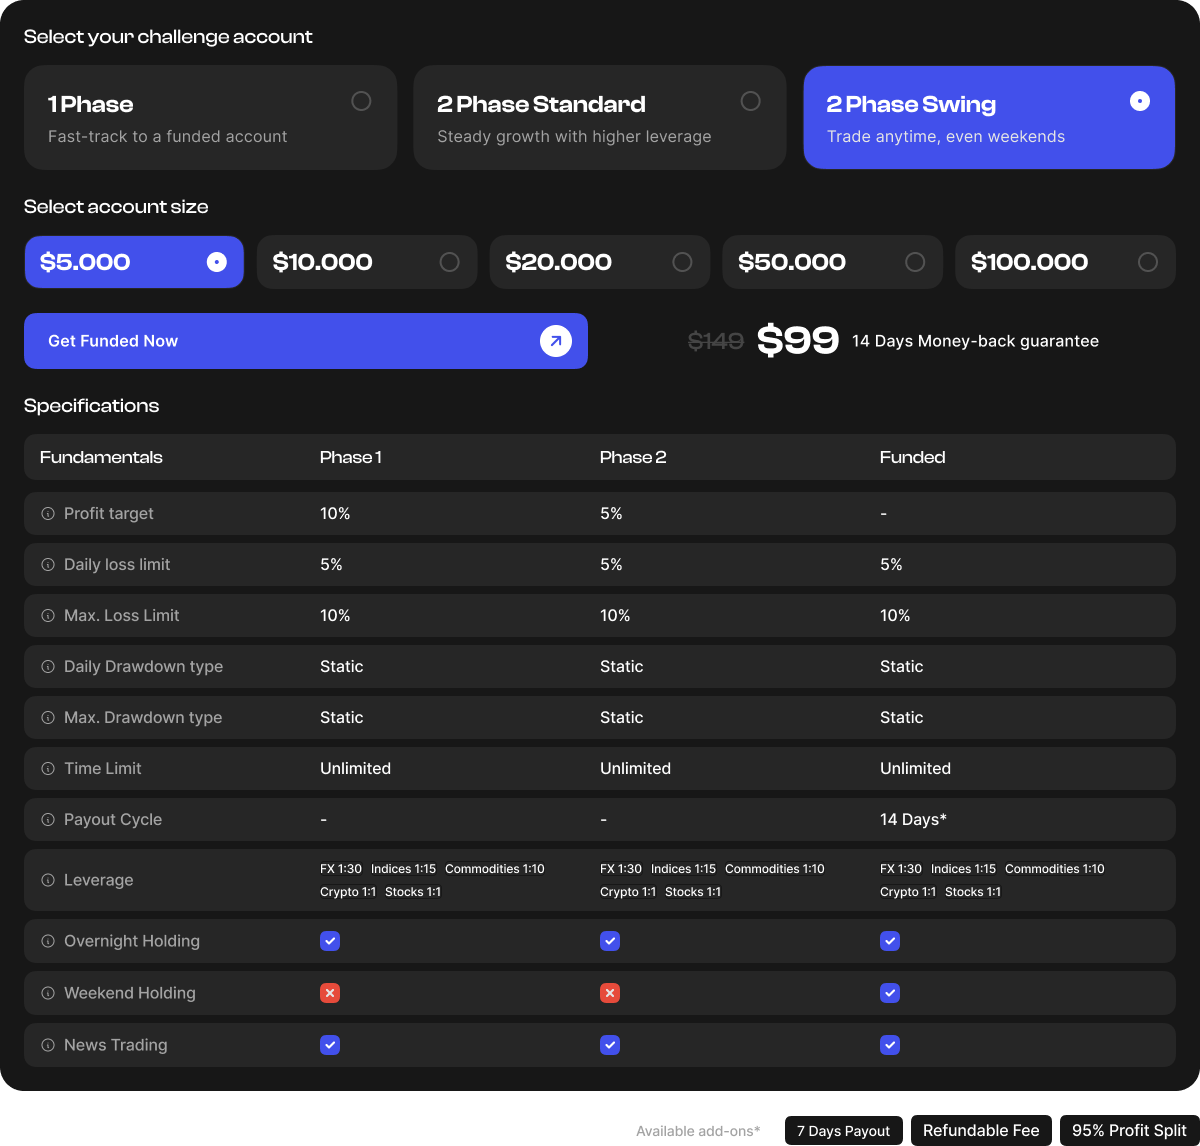 Select your challenge account
1 Phase
Fast-track to a funded account
2 Phase Standard
Steady growth with higher leverage
2 Phase Swing
Trade anytime, even weekends
Select account size
$5.000 $10.000 $20.000 $50.000 $100.000
Get Funded Now
$149 $99 14 Days Money-back guarantee
Specifications
Fundamentals Phase 1 Phase 2 Funded
Profit target 10% 5% -
Daily loss limit 5% 5% 5%
Max. Loss Limit 10% 10% 10%
Daily Drawdown type Static Static Static
Max. Drawdown type Static Static Static
Time Limit Unlimited Unlimited Unlimited
Payout Cycle - - 14 Days*
Leverage
FX 1:30 Indices 1:15 Commodities 1:10
Crypto 1:1 Stocks 1:1
FX 1:30 Indices 1:15 Commodities 1:10
Crypto 1:1 Stocks 1:1
FX 1:30 Indices 1:15 Commodities 1:10
Crypto 1:1 Stocks 1:1
Overnight Holding
Weekend Holding
News Trading
Available add-ons* 7 Days Payout Refundable Fee 95% Profit Split